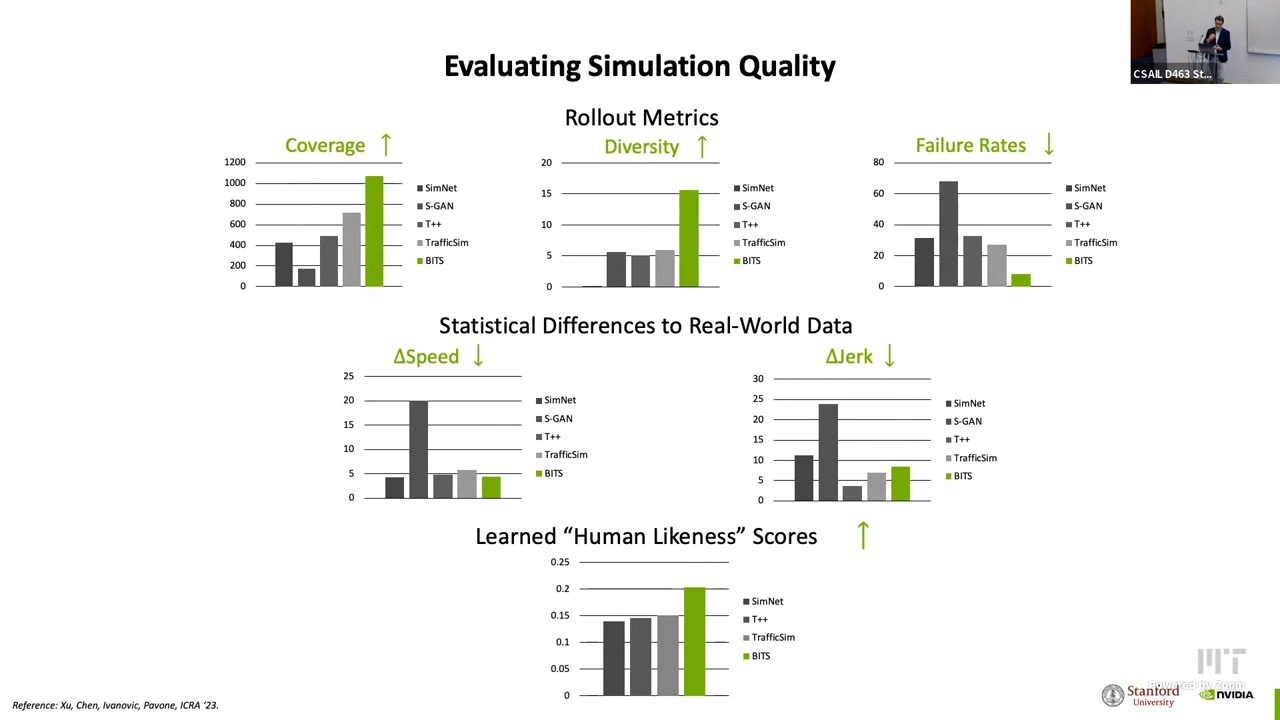 Evaluating Simulation Quality
CSAIL D463 St...
Rollout Metrics
Coverage ↑
1200
1000
800
600
400
200
0
SimNet
S-GAN
T++
TrafficSim
BITS
Diversity ↑
20
15
10
5
0
SimNet
S-GAN
T++
TrafficSim
BITS
Failure Rates ↓
80
60
40
20
0
SimNet
S-GAN
T++
TrafficSim
BITS
Statistical Differences to Real-World Data
ΔSpeed ↓
25
20
15
10
5
0
SimNet
S-GAN
T++
TrafficSim
BITS
ΔJerk ↓
30
25
20
15
10
5
0
SimNet
S-GAN
T++
TrafficSim
BITS
Learned “Human Likeness” Scores ↑
0.25
0.2
0.15
0.1
0.05
0
SimNet
T++
TrafficSim
BITS
MIT
Powered by Zoom
Stanford
University
NVIDIA.
Reference: Xu, Chen, Ivanovic, Pavone, ICRA ‘23.